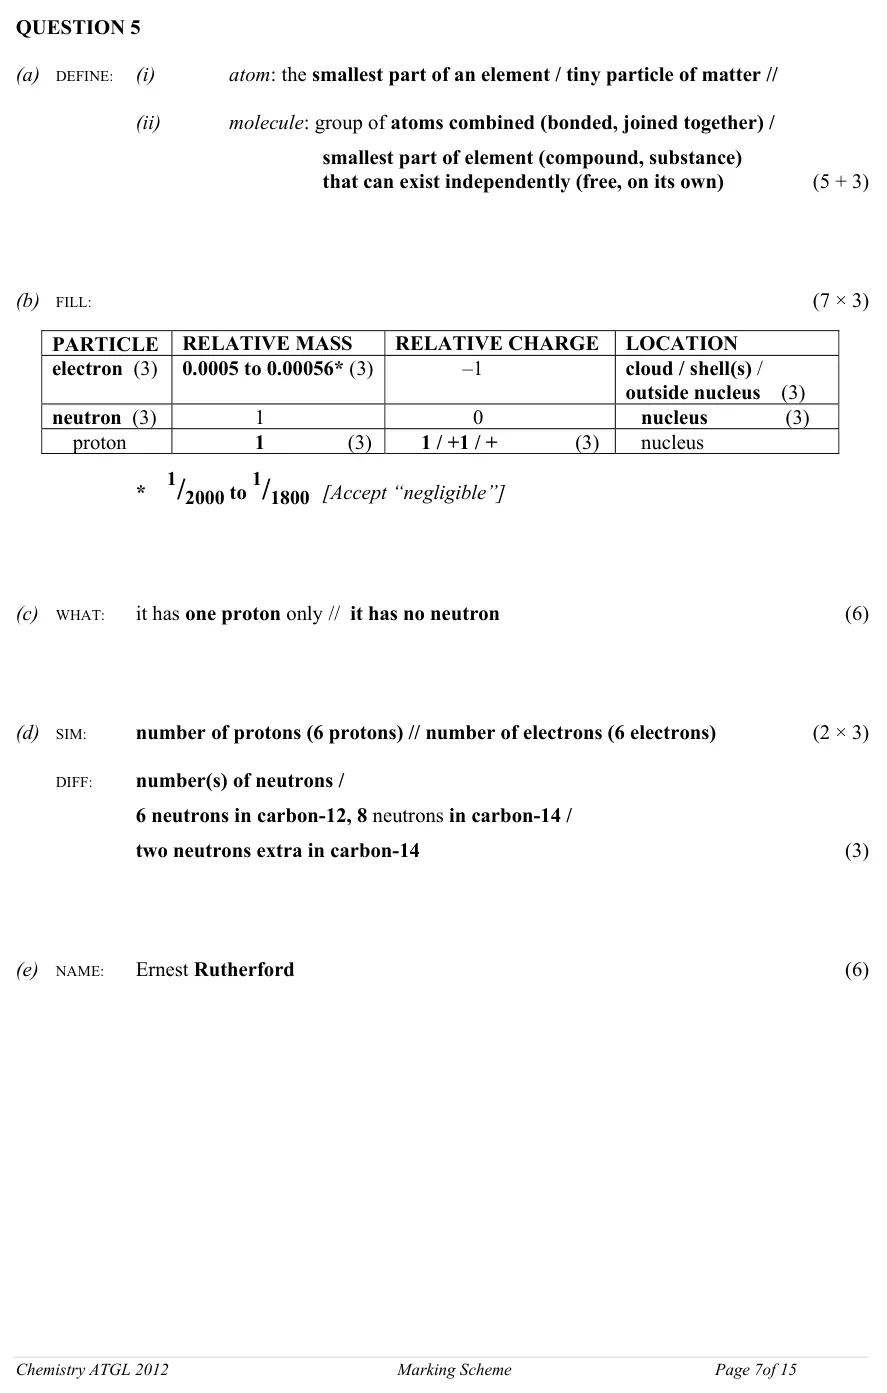 QUESTION 5
(a) DEFINE: (i) atom: the smallest part of an element / tiny particle of matter //
(ii) molecule: group of atoms combined (bonded, joined together) /
smallest part of element (compound, substance)
that can exist independently (free, on its own) (5 + 3)
(b) FILL: (7 × 3)
PARTICLE RELATIVE MASS RELATIVE CHARGE LOCATION
electron (3) 0.0005 to 0.00056* (3) –1 cloud / shell(s) /
outside nucleus (3)
neutron (3) 1 0 nucleus (3)
proton 1 (3) 1 / +1 / + (3) nucleus
* 1/2000 to 1/1800 [Accept “negligible”]
(c) WHAT: it has one proton only // it has no neutron (6)
(d) SIM: number of protons (6 protons) // number of electrons (6 electrons) (2 × 3)
DIFF: number(s) of neutrons /
6 neutrons in carbon-12, 8 neutrons in carbon-14 /
two neutrons extra in carbon-14 (3)
(e) NAME: Ernest Rutherford (6)
Chemistry ATGL 2012 Marking Scheme Page 7of 15